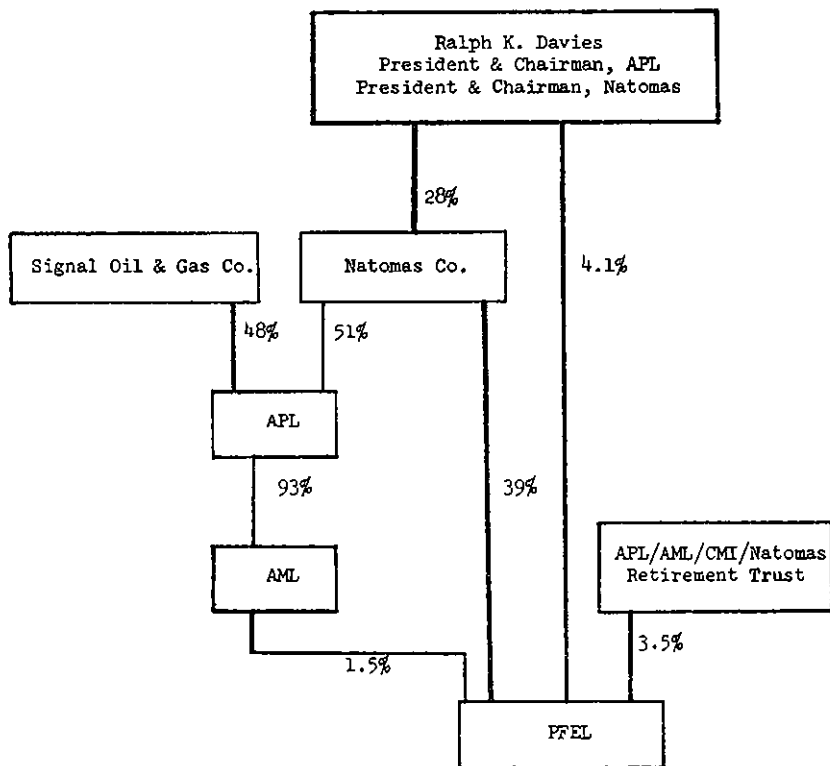 Ralph K. Davies
President & Chairman, APL
President & Chairman, Natomas
28%
4.1%
Signal Oil & Gas Co.
Natomas Co.
48%
51%
APL
93%
39%
AML
APL/AML/CMI/Natomas
Retirement Trust
1.5%
3.5%
PFEL